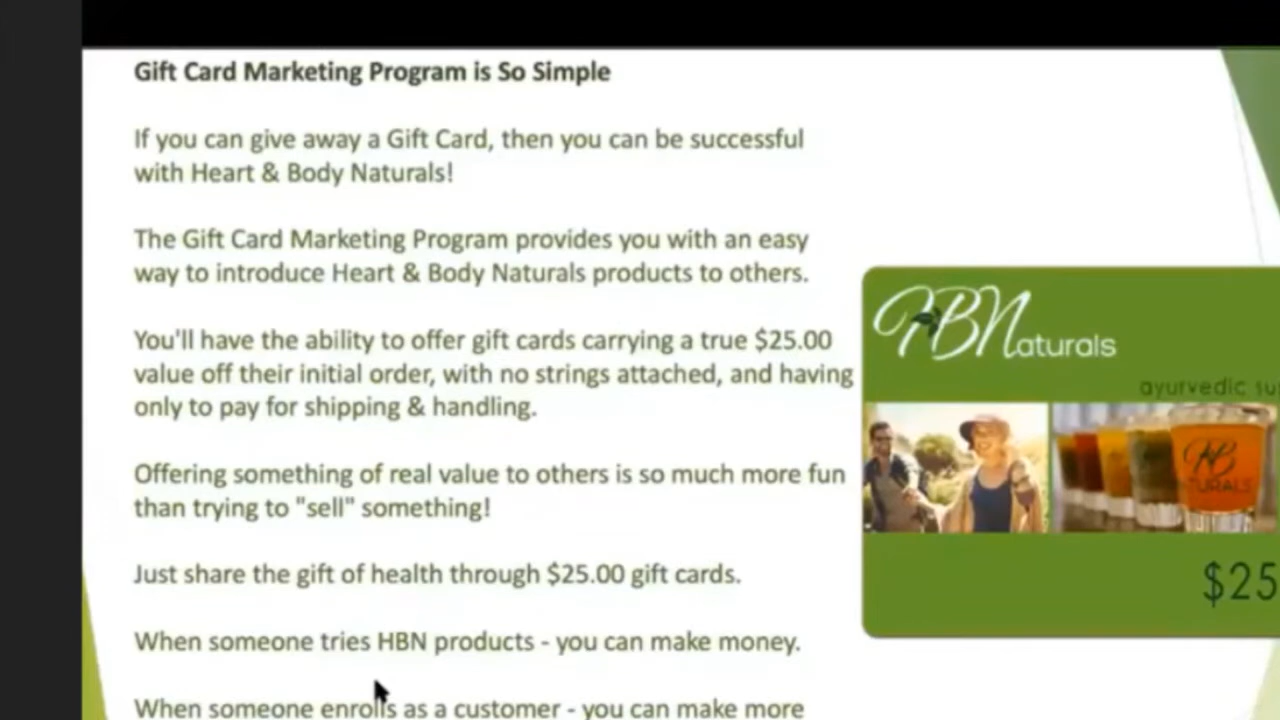 Gift Card Marketing Program is So Simple
If you can give away a Gift Card, then you can be successful
with Heart & Body Naturals!
The Gift Card Marketing Program provides you with an easy
way to introduce Heart & Body Naturals products to others.
You'll have the ability to offer gift cards carrying a true $25.00
value off their initial order, with no strings attached, and having
only to pay for shipping & handling.
Offering something of real value to others is so much more fun
than trying to "sell" something!
Just share the gift of health through $25.00 gift cards.
When someone tries HBN products - you can make money.
When someone enrolls as a customer - you can make more
HBNaturals
ayurvedic
HB
$25